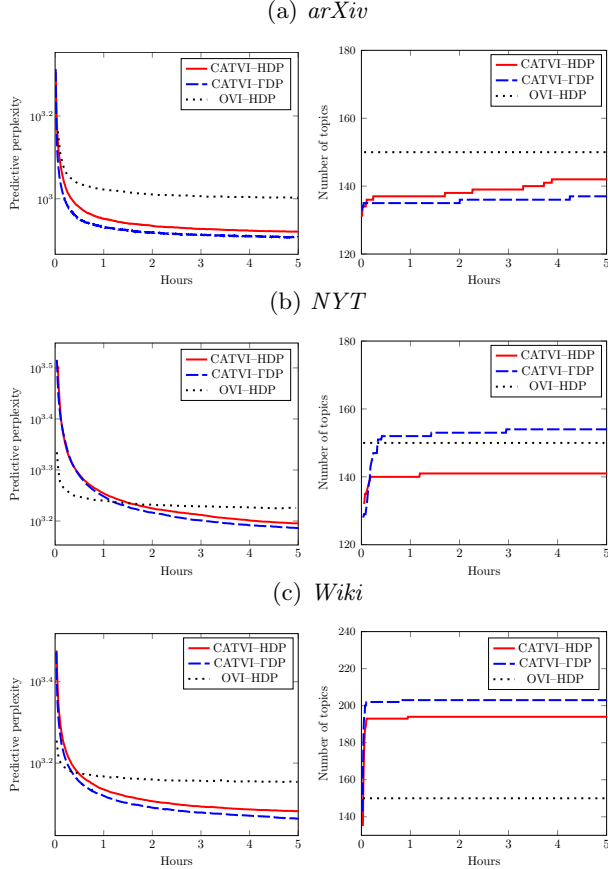 (a) arXiv
Predictive perplexity
10^3.2
10^3
CATVI–HDP
CATVI–ΓDP
OVI–HDP
0 1 2 3 4 5
Hours
Number of topics
180
160
140
120
CATVI–HDP
CATVI–ΓDP
OVI–HDP
0 1 2 3 4 5
Hours
(b) NYT
Predictive perplexity
10^3.5
10^3.4
10^3.3
10^3.2
CATVI–HDP
CATVI–ΓDP
OVI–HDP
0 1 2 3 4 5
Hours
Number of topics
180
160
140
120
CATVI–HDP
CATVI–ΓDP
OVI–HDP
0 1 2 3 4 5
Hours
(c) Wiki
Predictive perplexity
10^3.4
10^3.2
CATVI–HDP
CATVI–ΓDP
OVI–HDP
0 1 2 3 4 5
Hours
Number of topics
240
220
200
180
160
140
CATVI–HDP
CATVI–ΓDP
OVI–HDP
0 1 2 3 4 5
Hours